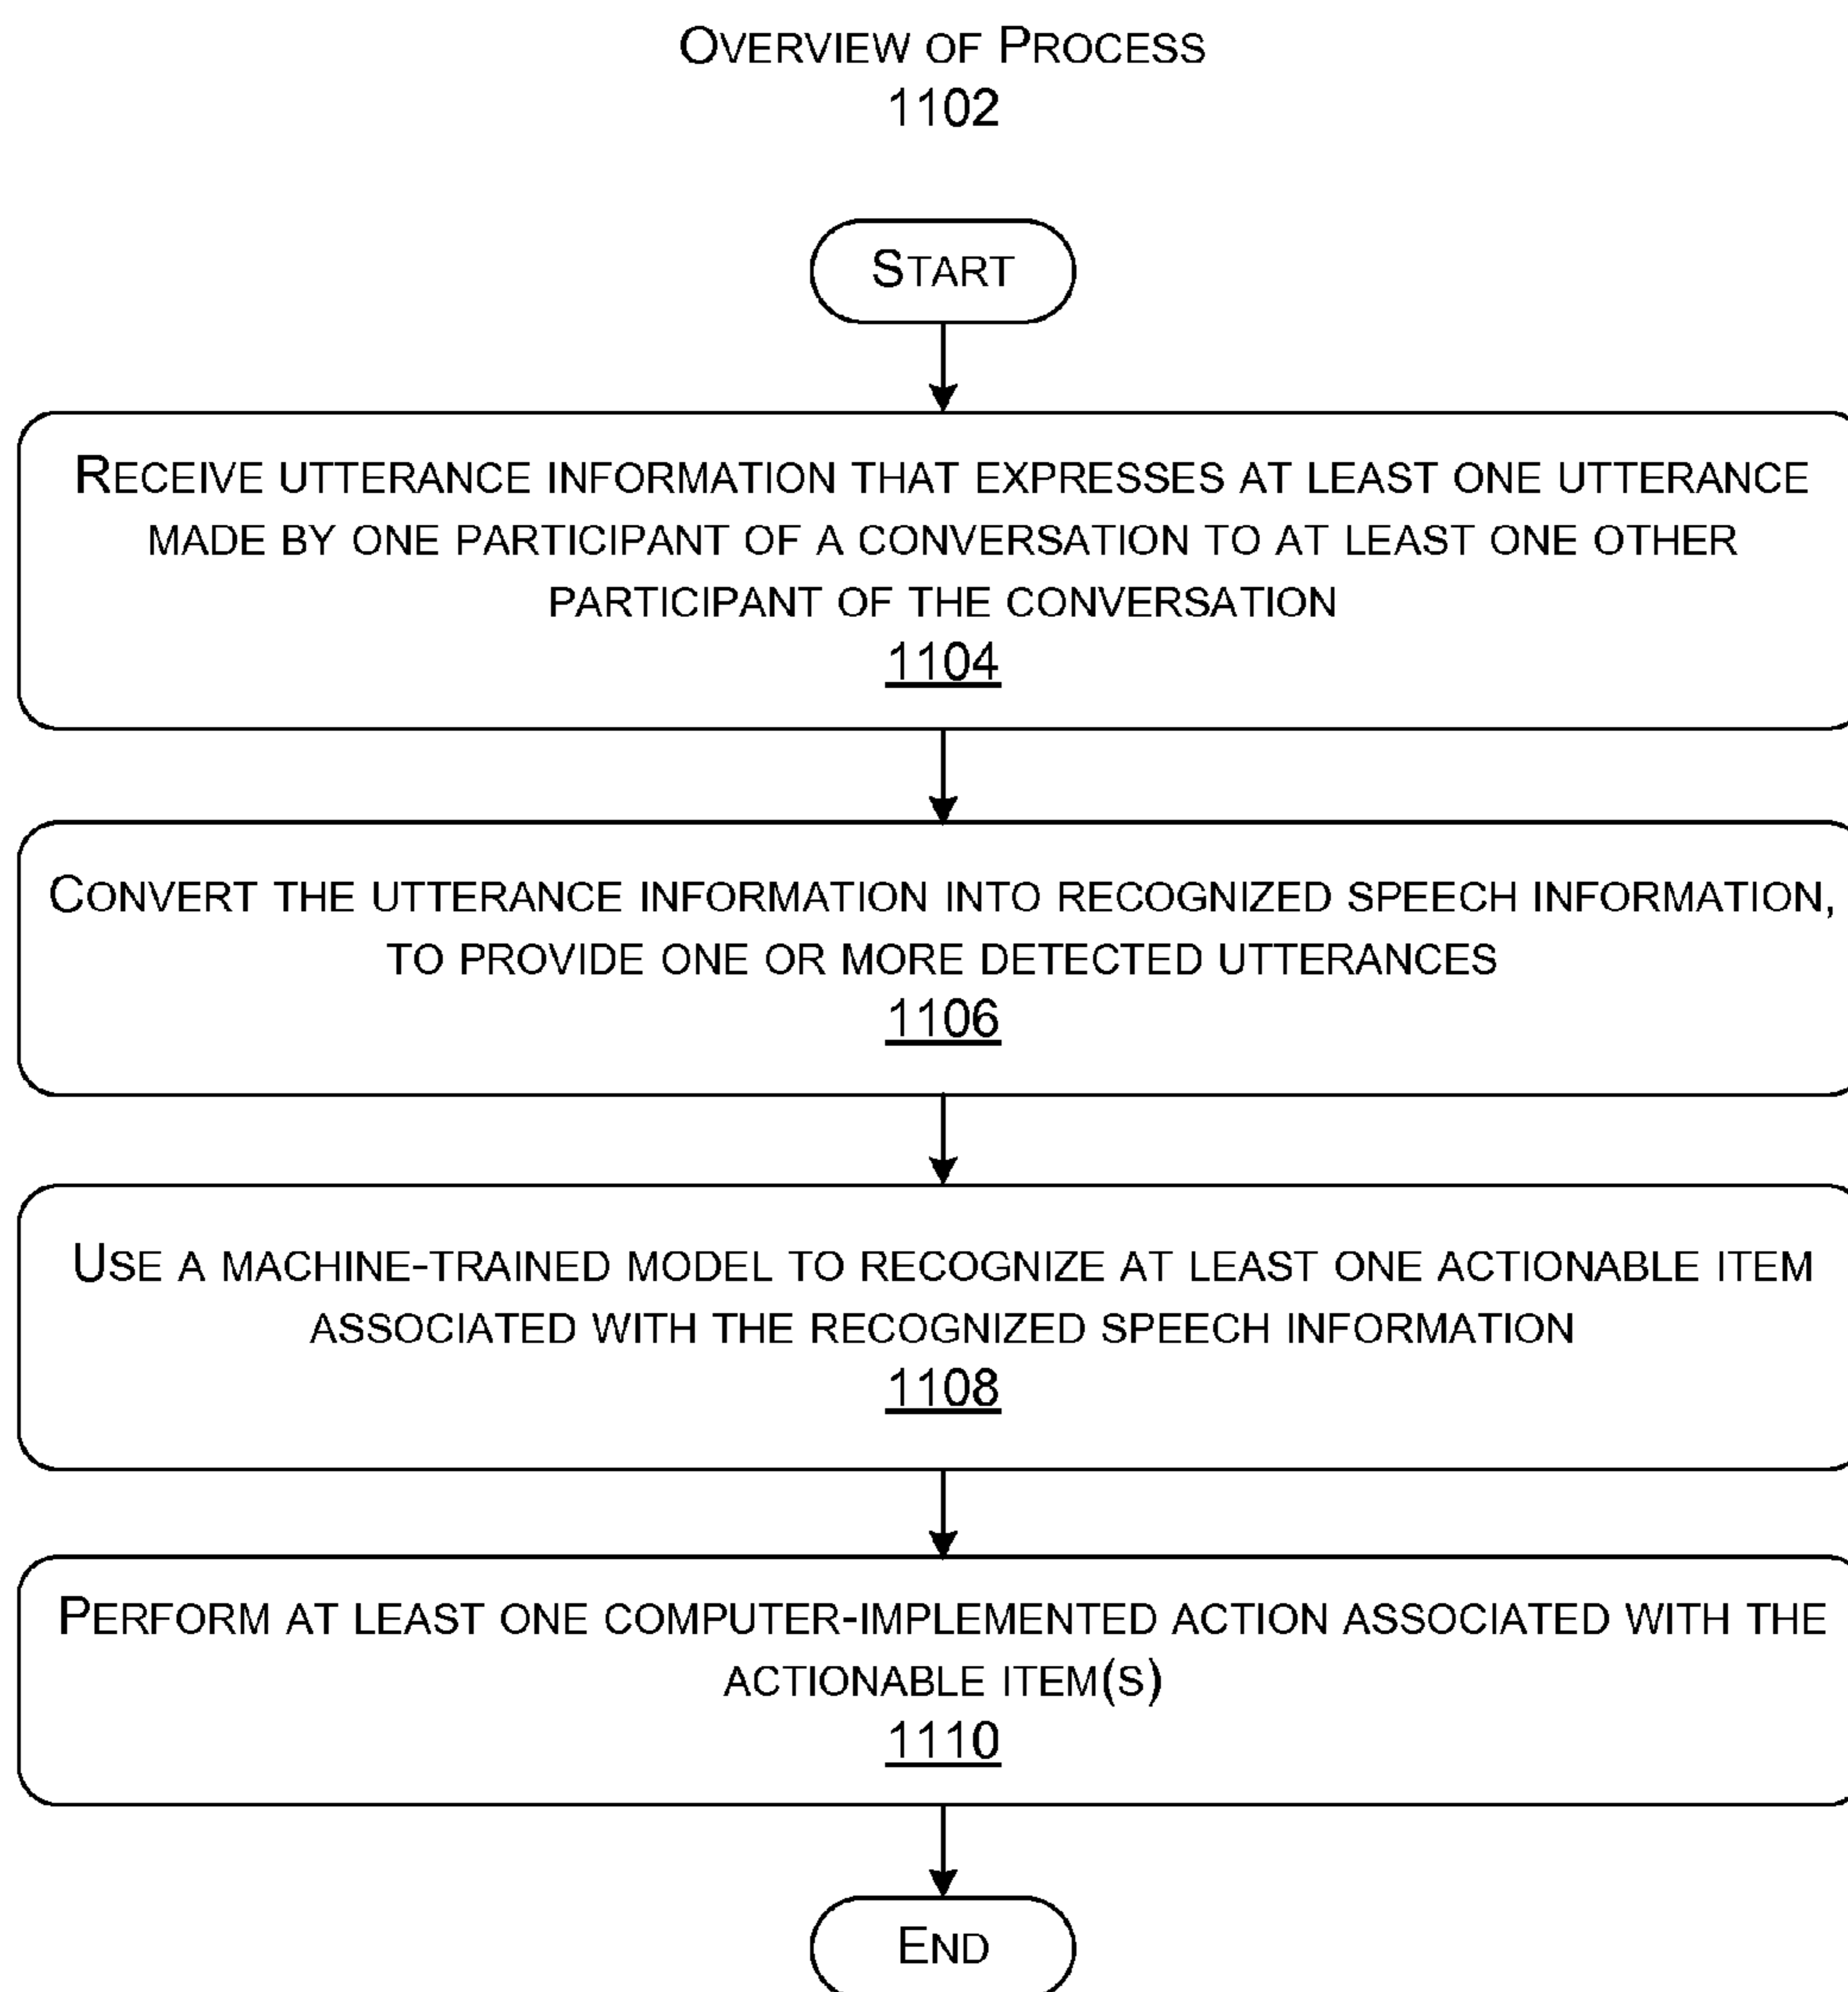 OVERVIEW OF PROCESS
1102
START
RECEIVE UTTERANCE INFORMATION THAT EXPRESSES AT LEAST ONE UTTERANCE
MADE BY ONE PARTICIPANT OF A CONVERSATION TO AT LEAST ONE OTHER
PARTICIPANT OF THE CONVERSATION
1104
CONVERT THE UTTERANCE INFORMATION INTO RECOGNIZED SPEECH INFORMATION,
TO PROVIDE ONE OR MORE DETECTED UTTERANCES
1106
USE A MACHINE-TRAINED MODEL TO RECOGNIZE AT LEAST ONE ACTIONABLE ITEM
ASSOCIATED WITH THE RECOGNIZED SPEECH INFORMATION
1108
PERFORM AT LEAST ONE COMPUTER-IMPLEMENTED ACTION ASSOCIATED WITH THE
ACTIONABLE ITEM(S)
1110
END